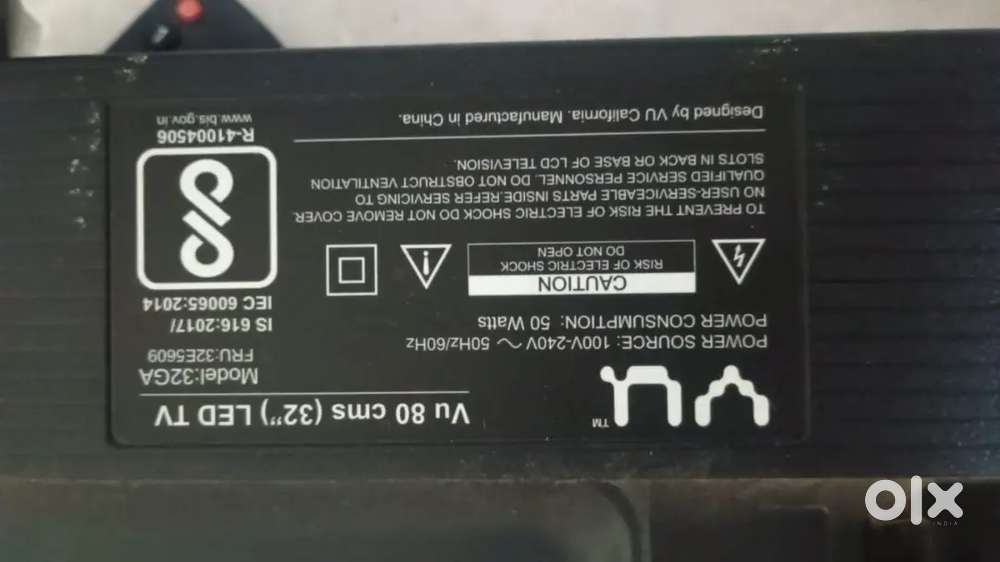 VU™
Vu 80 cms (32”) LED TV
POWER SOURCE: 100V-240V ～ 50Hz/60Hz
POWER CONSUMPTION: 50 Watts
Model:32GA
FRU:32E5609
CAUTION
RISK OF ELECTRIC SHOCK
DO NOT OPEN
TO PREVENT THE RISK OF ELECTRIC SHOCK DO NOT REMOVE COVER.
NO USER-SERVICEABLE PARTS INSIDE.REFER SERVICING TO
QUALIFIED SERVICE PERSONNEL. DO NOT OBSTRUCT VENTILATION
SLOTS IN BACK OR BASE OF LCD TELEVISION.
Designed by VU California. Manufactured in China.
IS 616:2017/
IEC 60065:2014
R-41004506
www.bis.gov.in
olx
INDIA